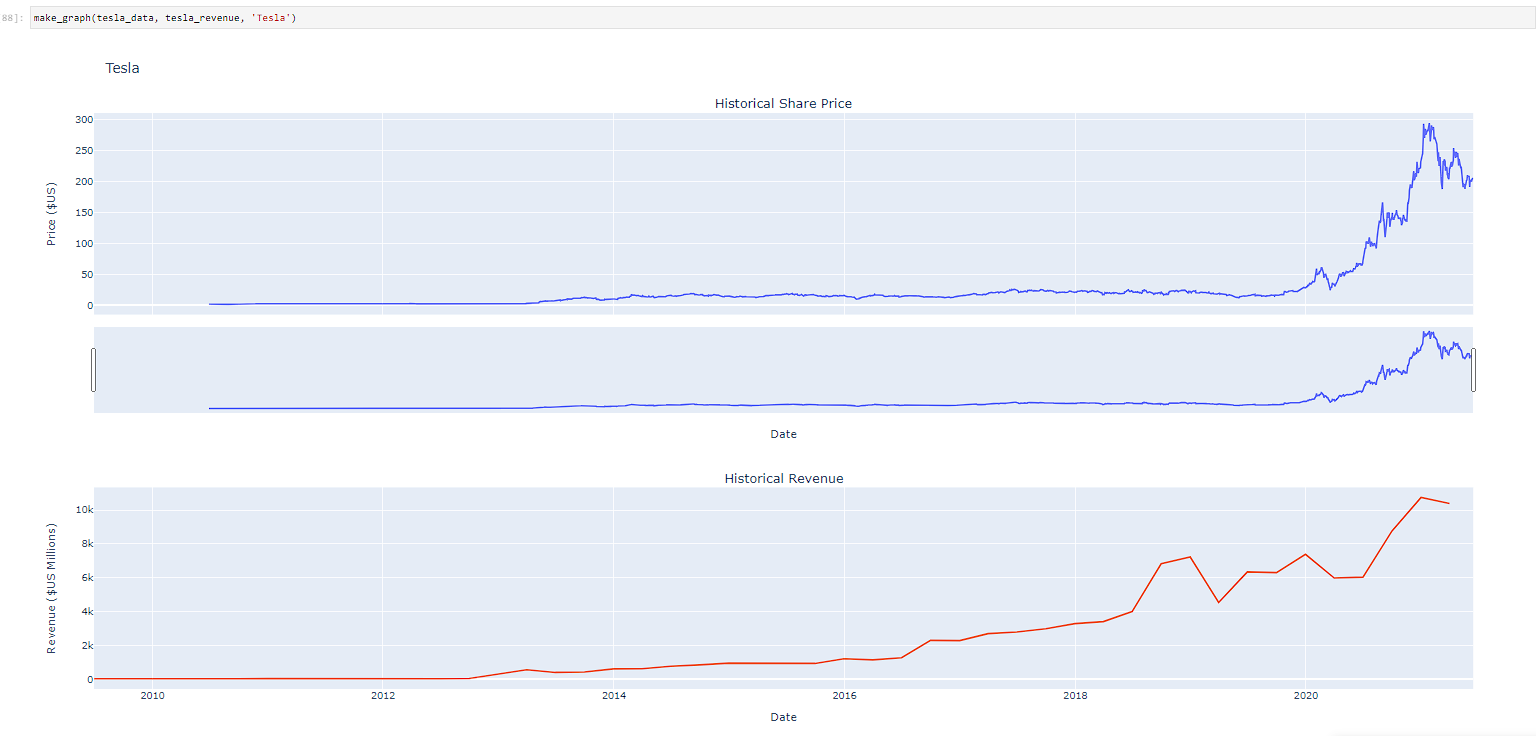 88]: make_graph(tesla_data, tesla_revenue, 'Tesla')
Tesla
Historical Share Price
300
250
200
150
100
50
0
Price ($US)
Date
Historical Revenue
10k
8k
6k
4k
2k
0
Revenue ($US Millions)
2010 2012 2014 2016 2018 2020
Date